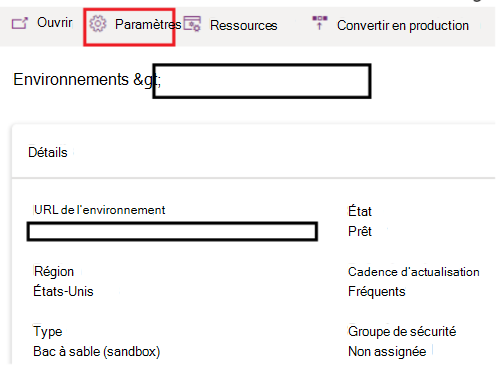 Ouvrir Paramètres Ressources Convertir en production
Environnements &gt;
Détails
URL de l'environnement
État
Prêt
Région
États-Unis
Cadence d'actualisation
Fréquents
Type
Bac à sable (sandbox)
Groupe de sécurité
Non assignée